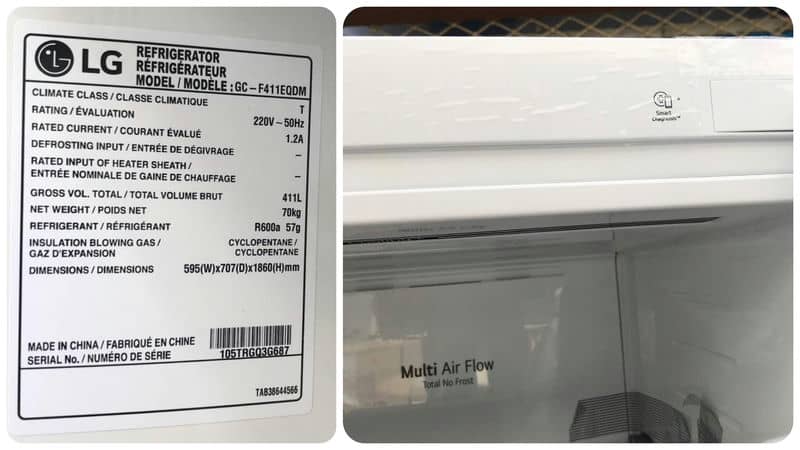 LG
REFRIGERATOR
RÉFRIGÉRATEUR
MODEL / MODÈLE : GC – F411EQDM
CLIMATE CLASS / CLASSE CLIMATIQUE T
RATING / ÉVALUATION 220V ~ 50Hz
RATED CURRENT / COURANT ÉVALUÉ 1.2A
DEFROSTING INPUT / ENTRÉE DE DÉGIVRAGE –
RATED INPUT OF HEATER SHEATH /
ENTRÉE NOMINALE DE GAINE DE CHAUFFAGE –
GROSS VOL. TOTAL / TOTAL VOLUME BRUT 411L
NET WEIGHT / POIDS NET 70kg
REFRIGERANT / RÉFRIGÉRANT R600a 57g
INSULATION BLOWING GAS / CYCLOPENTANE /
GAZ D'EXPANSION CYCLOPENTANE
DIMENSIONS / DIMENSIONS 595(W)x707(D)x1860(H)mm
MADE IN CHINA / FABRIQUÉ EN CHINE
SERIAL No. / NUMÉRO DE SÉRIE 105TRGQ3G687
TAB38644566
Smart
Diagnosis™
Multi Air Flow
Total No Frost